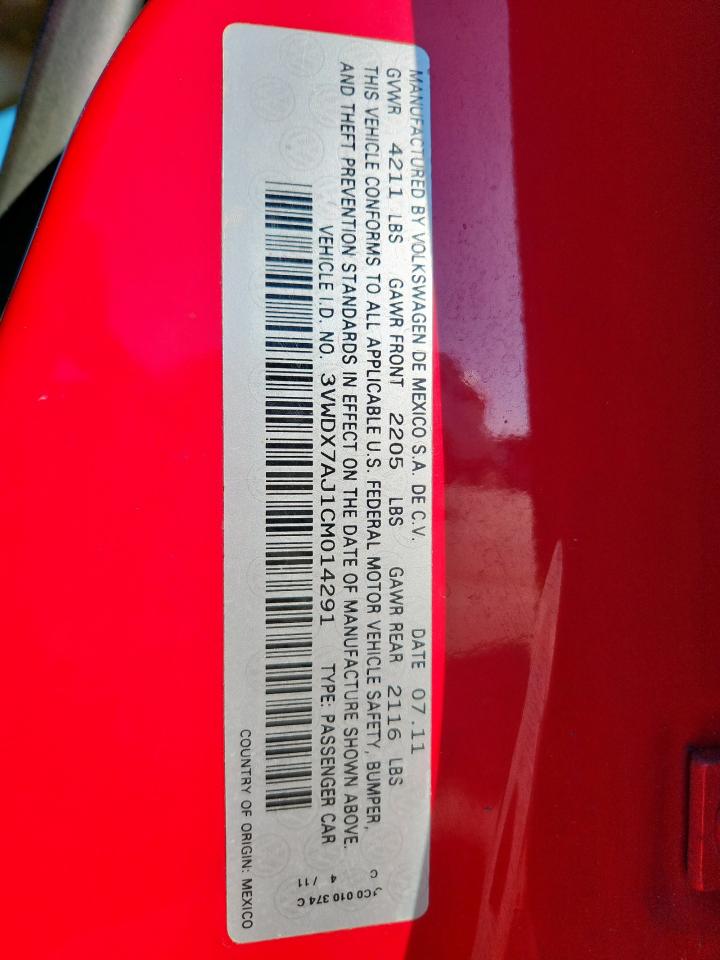 MANUFACTURED BY VOLKSWAGEN DE MEXICO S.A. DE C.V. DATE 07.11
GVWR 4211 LBS GAWR FRONT 2205 LBS GAWR REAR 2116 LBS
THIS VEHICLE CONFORMS TO ALL APPLICABLE U.S. FEDERAL MOTOR VEHICLE SAFETY, BUMPER,
AND THEFT PREVENTION STANDARDS IN EFFECT ON THE DATE OF MANUFACTURE SHOWN ABOVE.
VEHICLE I.D. NO. 3VWDX7AJ1CM014291 TYPE: PASSENGER CAR
COUNTRY OF ORIGIN: MEXICO
C0 010 374 C
4 /11
C